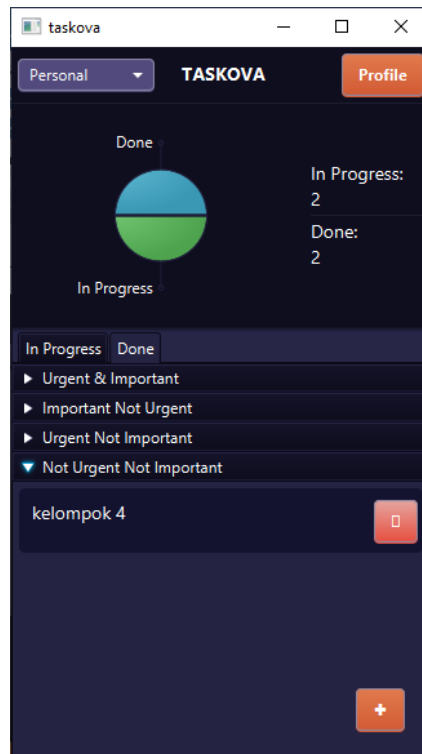 taskova
Personal
TASKOVA
Profile
Done
In Progress
In Progress:
2
Done:
2
In Progress
Done
Urgent & Important
Important Not Urgent
Urgent Not Important
Not Urgent Not Important
kelompok 4